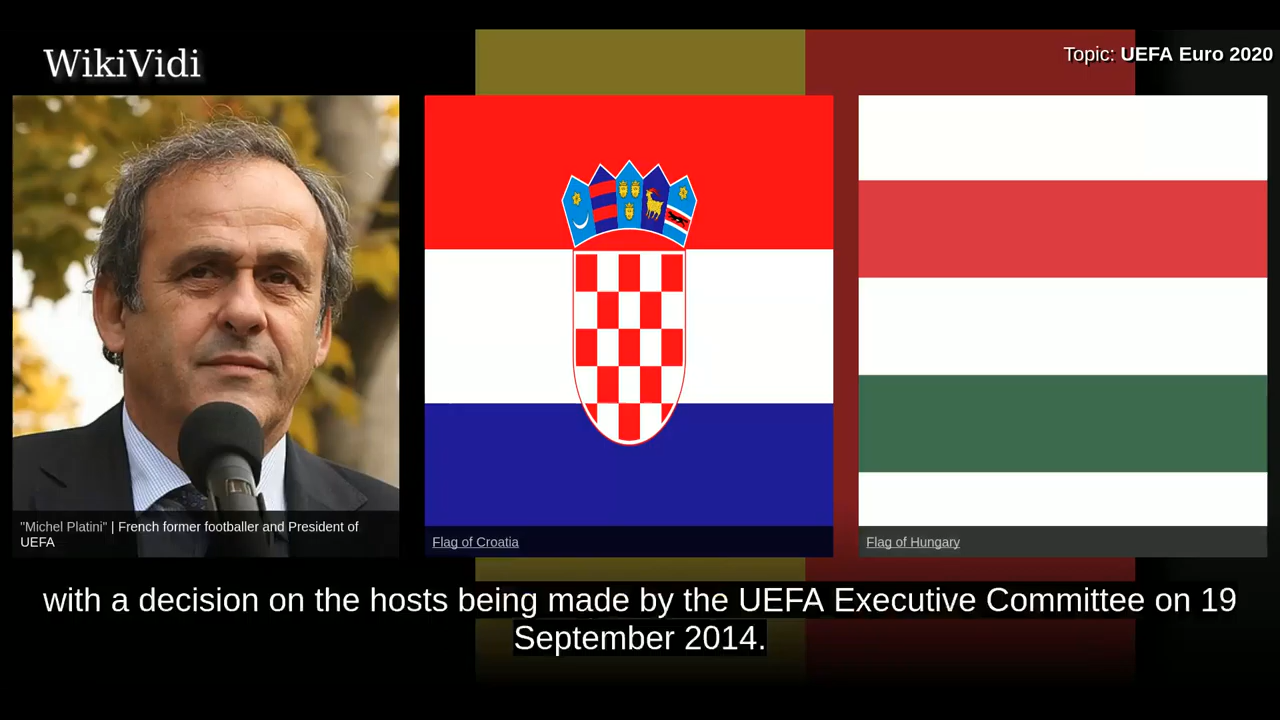 WikiVidi
Topic: UEFA Euro 2020
"Michel Platini" | French former footballer and President of
UEFA
Flag of Croatia
Flag of Hungary
with a decision on the hosts being made by the UEFA Executive Committee on 19
September 2014.